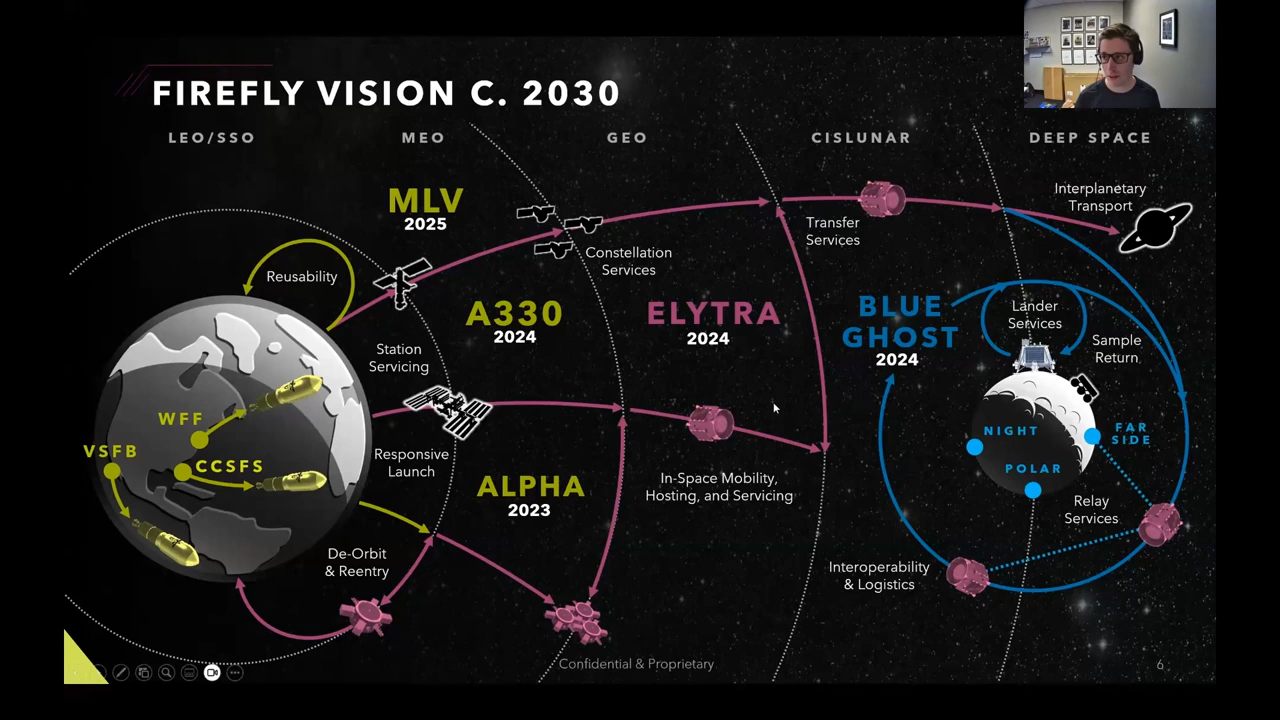 FIREFLY VISION C. 2030
LEO/SSO
MEO
GEO
CISLUNAR
DEEP SPACE
MLV
2025
Reusability
Constellation
Services
Transfer
Services
Interplanetary
Transport
A330
2024
ELYTRA
2024
BLUE
GHOST
2024
Lander
Services
Sample
Return
Station
Servicing
WFF
VSFB
CCSFS
Responsive
Launch
ALPHA
2023
In-Space Mobility,
Hosting, and Servicing
NIGHT
FAR
SIDE
POLAR
Relay
Services
De-Orbit
& Reentry
Interoperability
& Logistics
Confidential & Proprietary
6